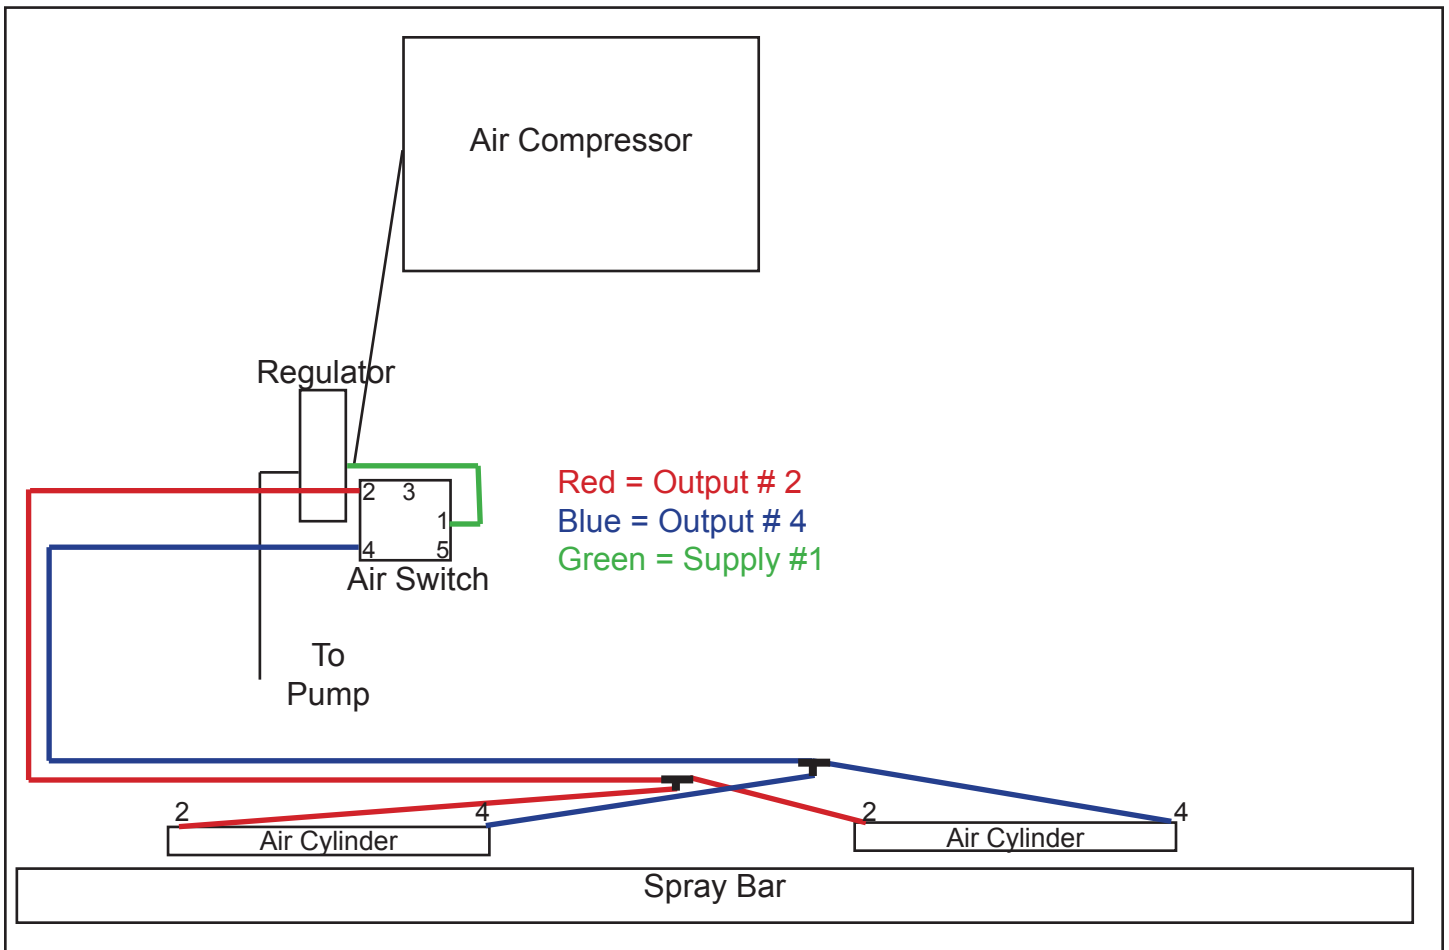 Air Compressor
Regulator
2 3
1
4 5
Air Switch
Red = Output # 2
Blue = Output # 4
Green = Supply #1
To
Pump
2 4
Air Cylinder
2 4
Air Cylinder
Spray Bar